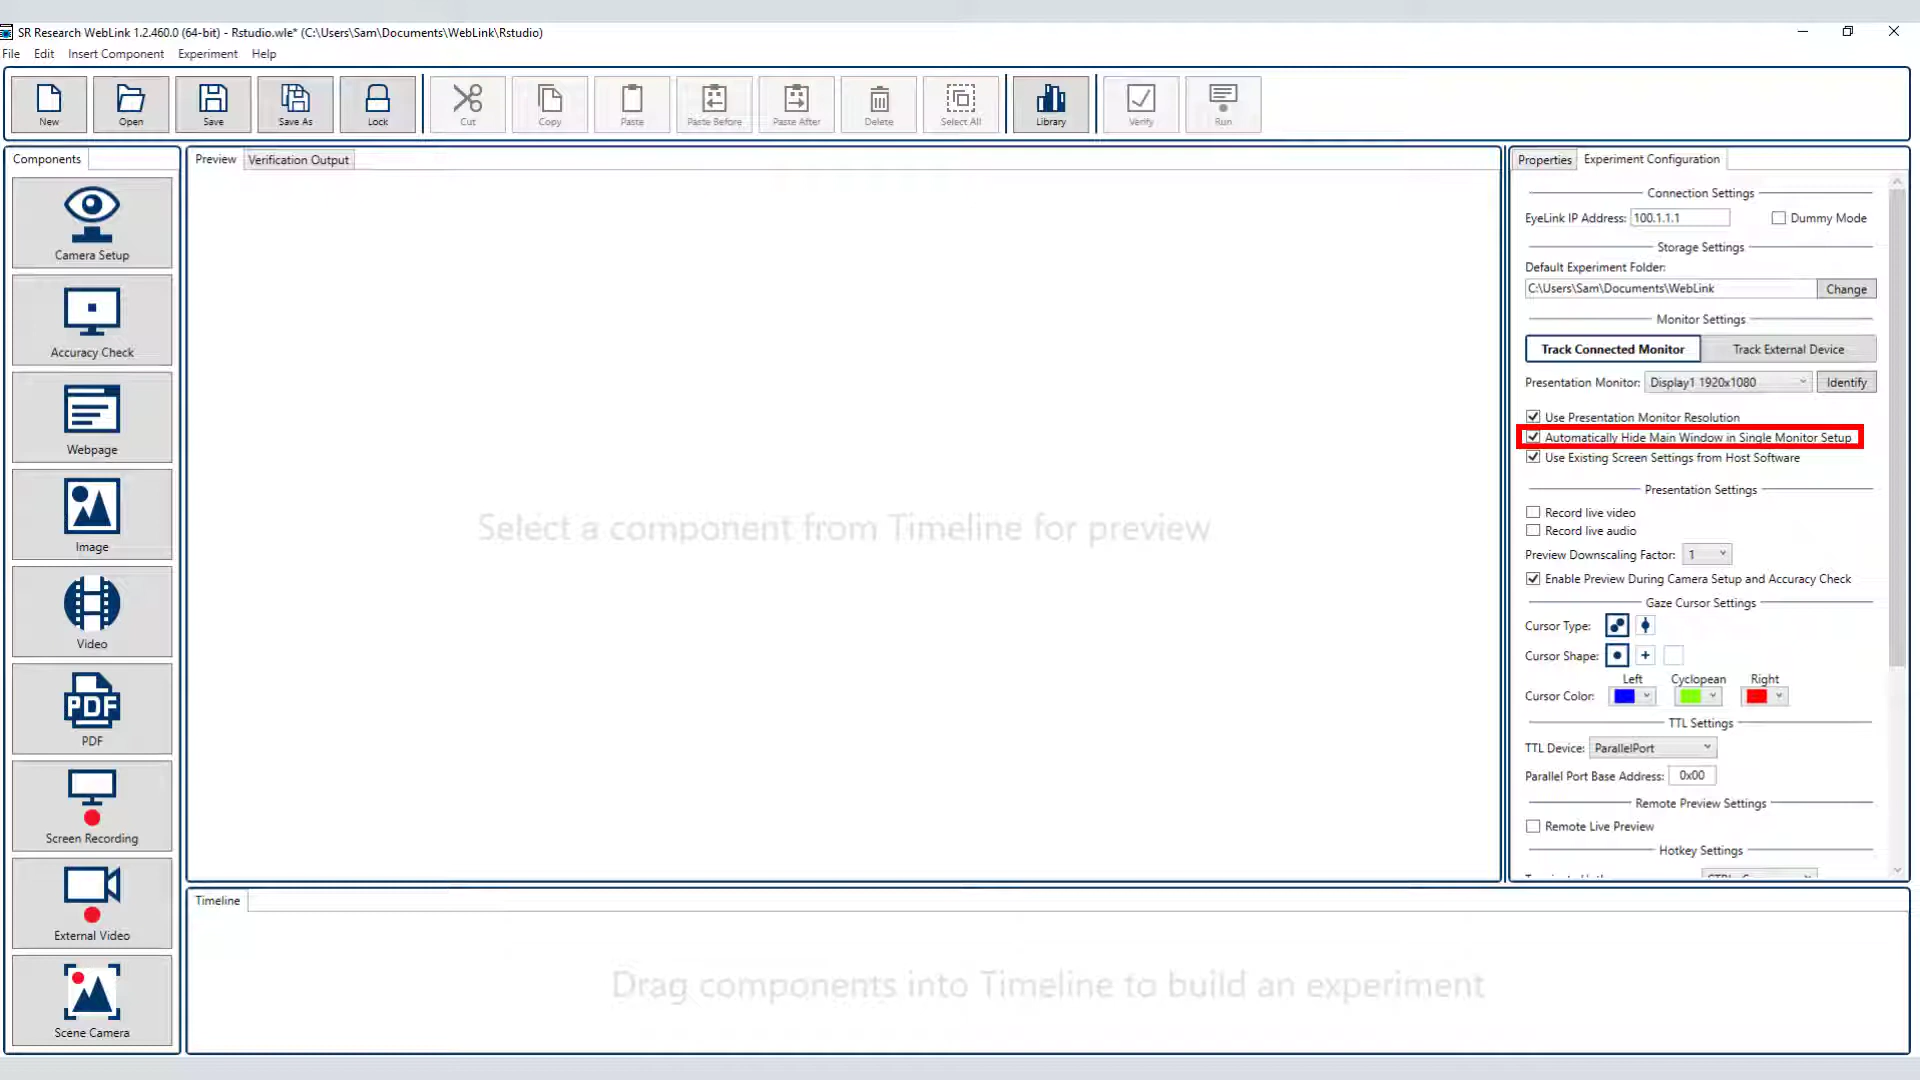 SR Research WebLink 1.2.460.0 (64-bit) - Rstudio.wle* (C:\Users\Sam\Documents\WebLink\Rstudio)
File Edit Insert Component Experiment Help
New Open Save Save As Lock Cut Copy Paste Paste Before Paste After Delete Select All Library Verify Run
Components
Camera Setup
Accuracy Check
Webpage
Image
Video
PDF
PDF
Screen Recording
External Video
Scene Camera
Preview Verification Output
Select a component from Timeline for preview
Timeline
Drag components into Timeline to build an experiment
Properties Experiment Configuration
Connection Settings
EyeLink IP Address: 100.1.1.1 Dummy Mode
Storage Settings
Default Experiment Folder:
C:\Users\Sam\Documents\WebLink Change
Monitor Settings
Track Connected Monitor Track External Device
Presentation Monitor: Display1 1920x1080 Identify
Use Presentation Monitor Resolution
Automatically Hide Main Window in Single Monitor Setup
Use Existing Screen Settings from Host Software
Presentation Settings
Record live video
Record live audio
Preview Downscaling Factor: 1
Enable Preview During Camera Setup and Accuracy Check
Gaze Cursor Settings
Cursor Type:
Cursor Shape:
Left Cyclopean Right
Cursor Color:
TTL Settings
TTL Device: ParallelPort
Parallel Port Base Address: 0x00
Remote Preview Settings
Remote Live Preview
Hotkey Settings